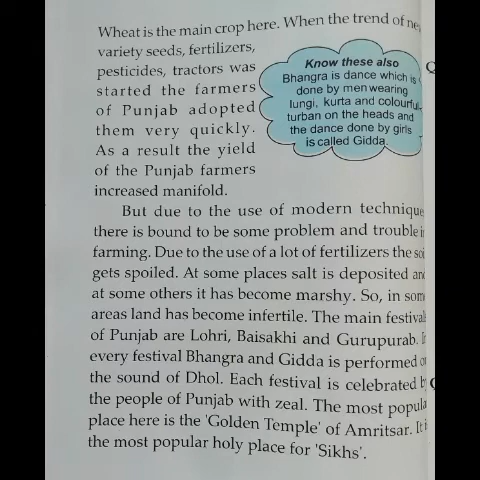 Wheat is the main crop here. When the trend of ne
variety seeds, fertilizers,
pesticides, tractors was
started the farmers
of Punjab adopted
them very quickly.
As a result the yield
of the Punjab farmers
increased manifold.
Know these also
Bhangra is dance which is
done by men wearing
lungi, kurta and colourful
turban on the heads and
the dance done by girls
is called Gidda.
But due to the use of modern technique
there is bound to be some problem and trouble i
farming. Due to the use of a lot of fertilizers the soi
gets spoiled. At some places salt is deposited and
at some others it has become marshy. So, in som
areas land has become infertile. The main festivals
of Punjab are Lohri, Baisakhi and Gurupurab. I
every festival Bhangra and Gidda is performed o
the sound of Dhol. Each festival is celebrated b
the people of Punjab with zeal. The most popula
place here is the 'Golden Temple' of Amritsar. It i
the most popular holy place for 'Sikhs'.